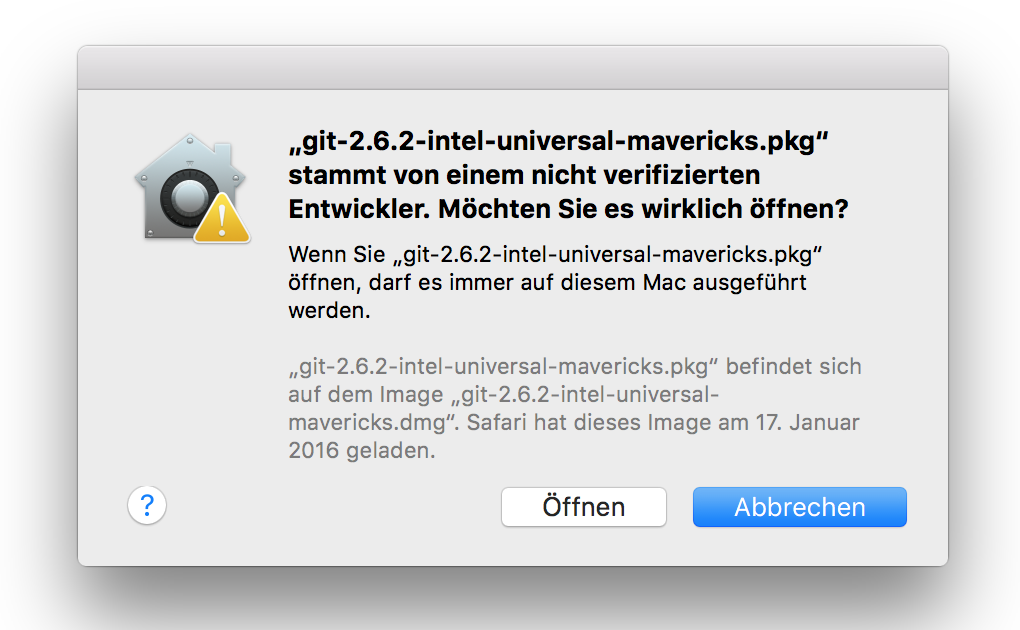 „git-2.6.2-intel-universal-mavericks.pkg“
stammt von einem nicht verifizierten
Entwickler. Möchten Sie es wirklich öffnen?
Wenn Sie „git-2.6.2-intel-universal-mavericks.pkg“
öffnen, darf es immer auf diesem Mac ausgeführt
werden.
„git-2.6.2-intel-universal-mavericks.pkg“ befindet sich
auf dem Image „git-2.6.2-intel-universal-
mavericks.dmg“. Safari hat dieses Image am 17. Januar
2016 geladen.
? Öffnen Abbrechen